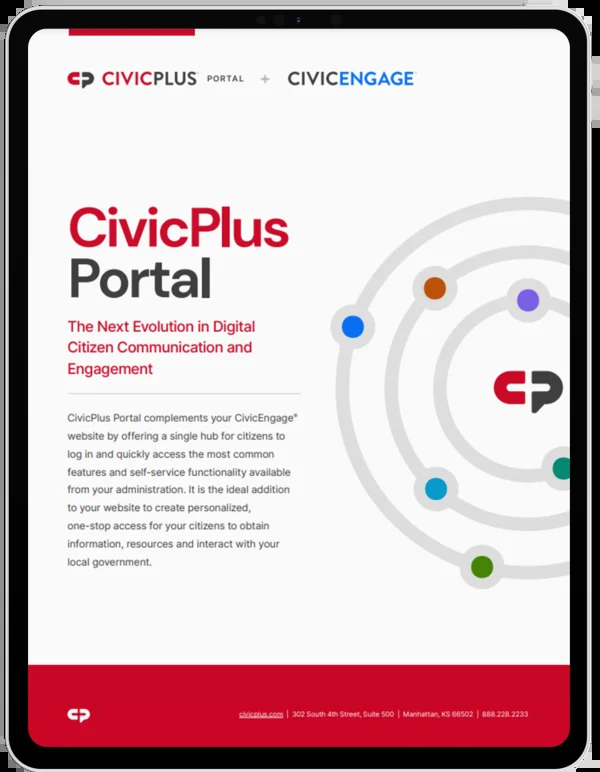 CIVICPLUS PORTAL + CIVICENGAGE
CivicPlus
Portal
The Next Evolution in Digital
Citizen Communication and
Engagement
CivicPlus Portal complements your CivicEngage®
website by offering a single hub for citizens to
log in and quickly access the most common
features and self-service functionality available
from your administration. It is the ideal addition
to your website to create personalized,
one-stop access for your citizens to obtain
information, resources and interact with your
local government.
civicplus.com | 302 South 4th Street, Suite 500 | Manhattan, KS 66502 | 888.228.2233